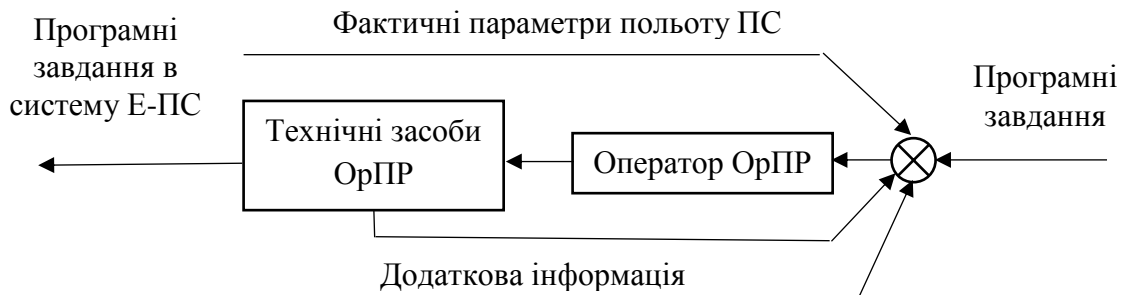 Програмні
завдання в
систему Е-ПС
Фактичні параметри польоту ПС
Програмні
завдання
Технічні засоби
ОрПР
Оператор ОрПР
Додаткова інформація